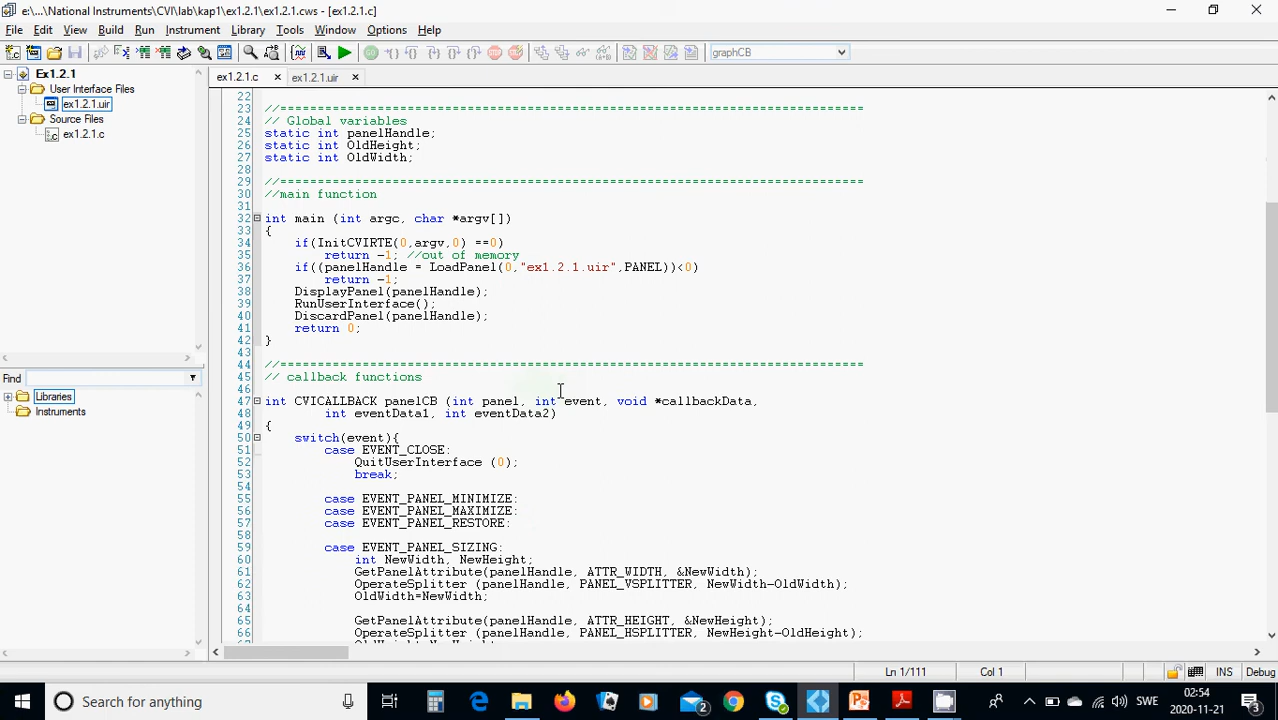 e:\...\National Instruments\CVI\lab\kap1\ex1.2.1\ex1.2.1.cws - [ex1.2.1.c]
File Edit View Build Run Instrument Library Tools Window Options Help
graphCB
Ex1.2.1
User Interface Files
ex1.2.1.uir
Source Files
ex1.2.1.c
Find
Libraries
Instruments
ex1.2.1.c ex1.2.1.uir
22
23 //==============================================================================
24 // Global variables
25 static int panelHandle;
26 static int OldHeight;
27 static int OldWidth;
28
29 //==============================================================================
30 //main function
31
32 int main (int argc, char *argv[])
33 {
34     if(InitCVIRTE(0,argv,0) ==0)
35         return -1; //out of memory
36     if((panelHandle = LoadPanel(0,"ex1.2.1.uir",PANEL))<0)
37         return -1;
38     DisplayPanel(panelHandle);
39     RunUserInterface();
40     DiscardPanel(panelHandle);
41     return 0;
42 }
43
44 //==============================================================================
45 // callback functions
46
47 int CVICALLBACK panelCB (int panel, int event, void *callbackData,
48         int eventData1, int eventData2)
49 {
50     switch(event){
51         case EVENT_CLOSE:
52             QuitUserInterface (0);
53             break;
54
55         case EVENT_PANEL_MINIMIZE:
56         case EVENT_PANEL_MAXIMIZE:
57         case EVENT_PANEL_RESTORE:
58
59         case EVENT_PANEL_SIZING:
60             int NewWidth, NewHeight;
61             GetPanelAttribute(panelHandle, ATTR_WIDTH, &NewWidth);
62             OperateSplitter (panelHandle, PANEL_VSPLITTER, NewWidth-OldWidth);
63             OldWidth=NewWidth;
64
65             GetPanelAttribute(panelHandle, ATTR_HEIGHT, &NewHeight);
66             OperateSplitter (panelHandle, PANEL_HSPLITTER, NewHeight-OldHeight);
Ln 1/111 Col 1 INS Debug
Search for anything
2
SWE
02:54
2020-11-21
3